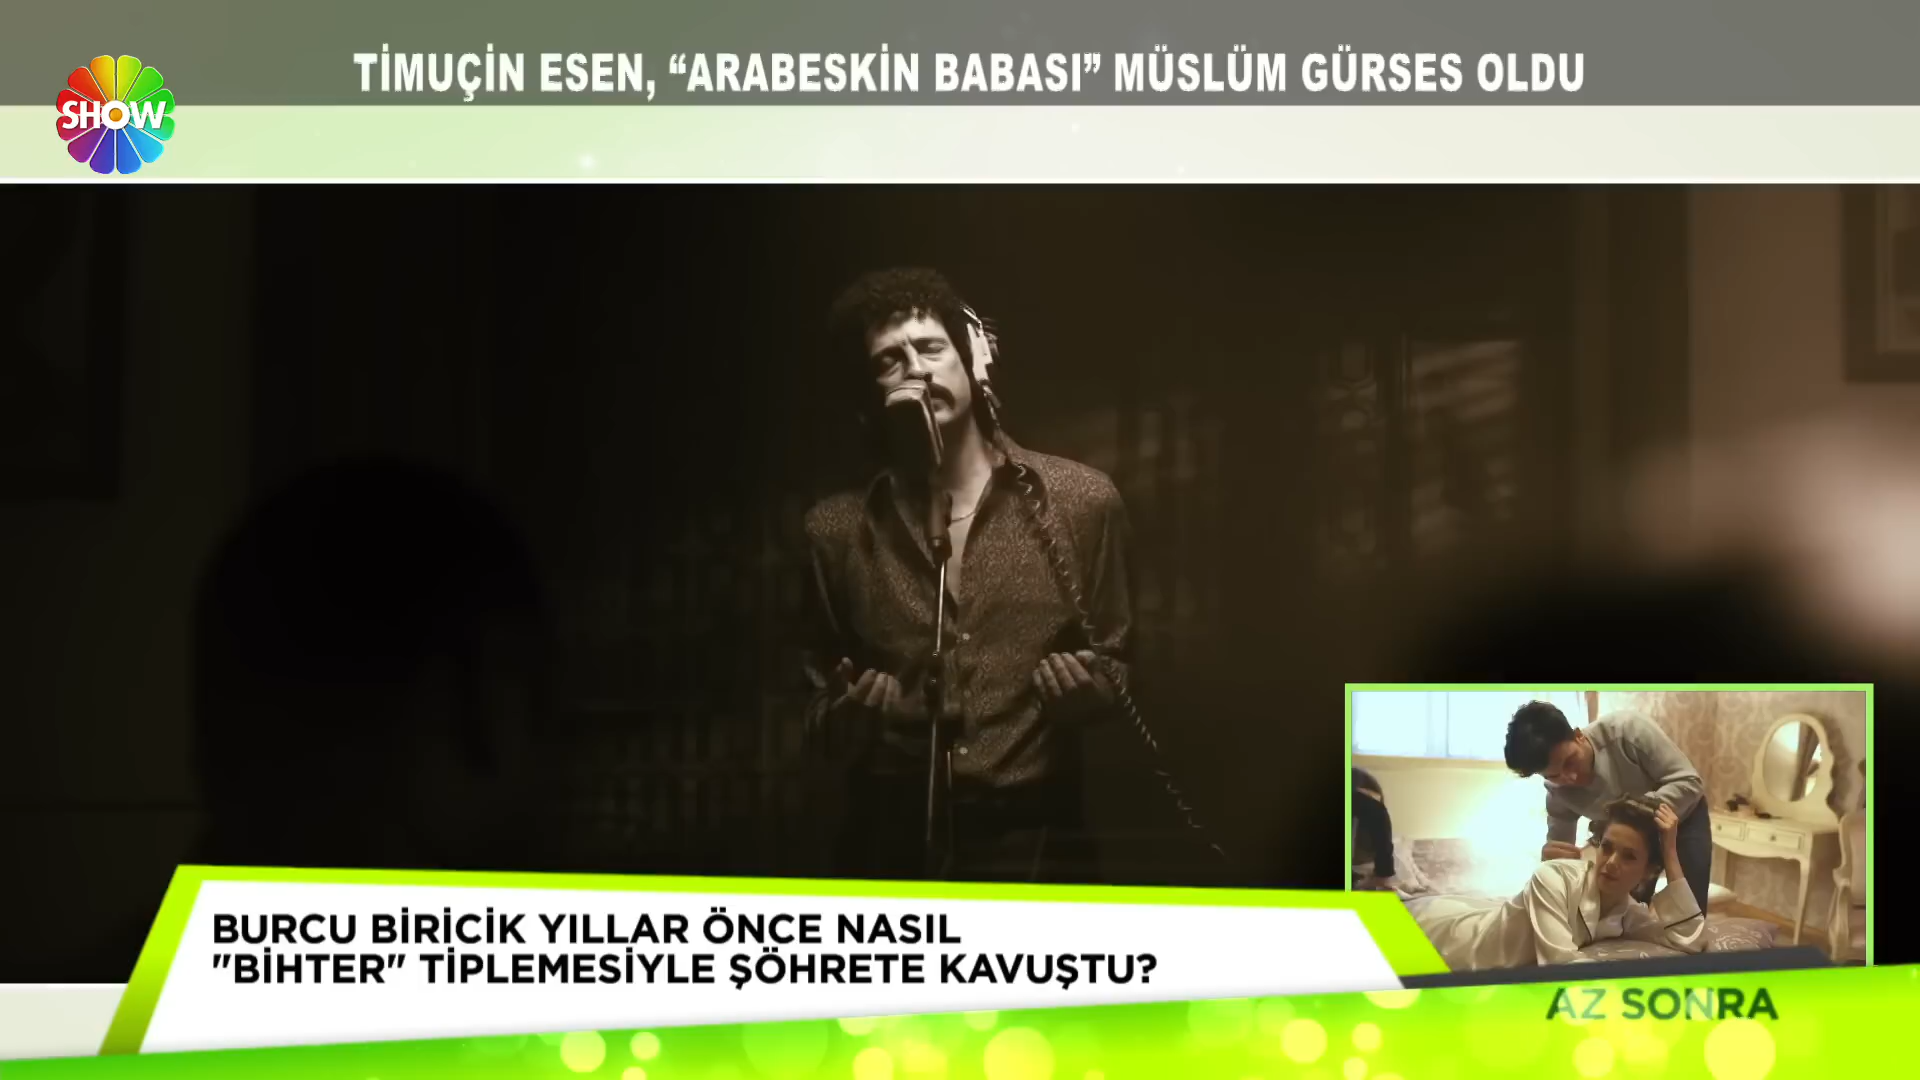 TİMUÇİN ESEN, “ARABESKİN BABASI” MÜSLÜM GÜRSES OLDU
SHOW
BURCU BİRİCİK YILLAR ÖNCE NASIL
"BİHTER" TİPLEMESİYLE ŞÖHRETE KAVUŞTU?
AZ SONRA